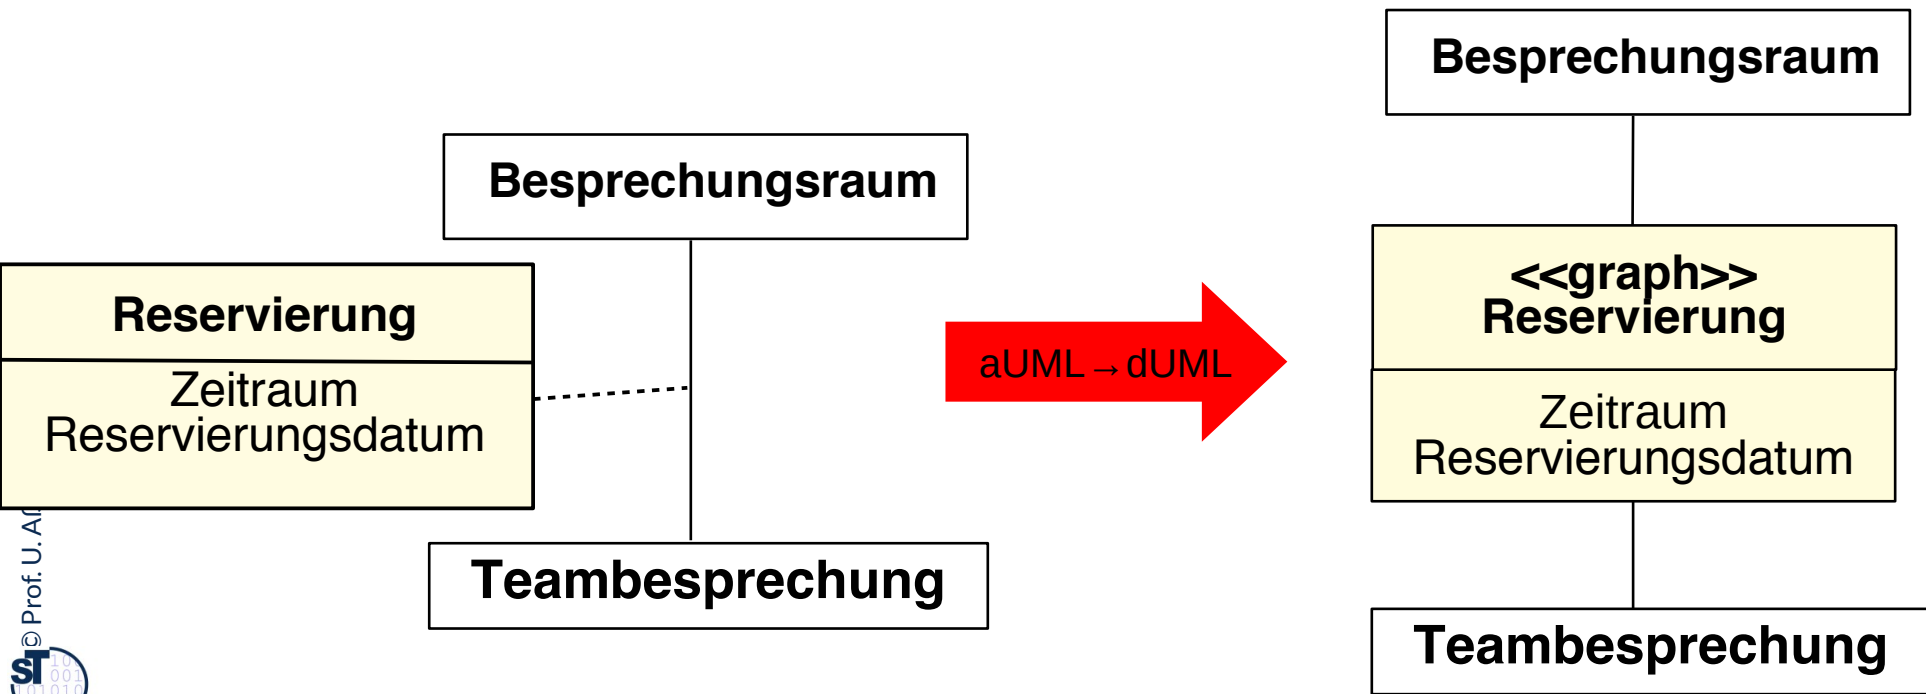 Besprechungsraum
Reservierung
Zeitraum
Reservierungsdatum
Teambesprechung
aUML→dUML
Besprechungsraum
<<graph>>
Reservierung
Zeitraum
Reservierungsdatum
Teambesprechung
© Prof. U.
ST